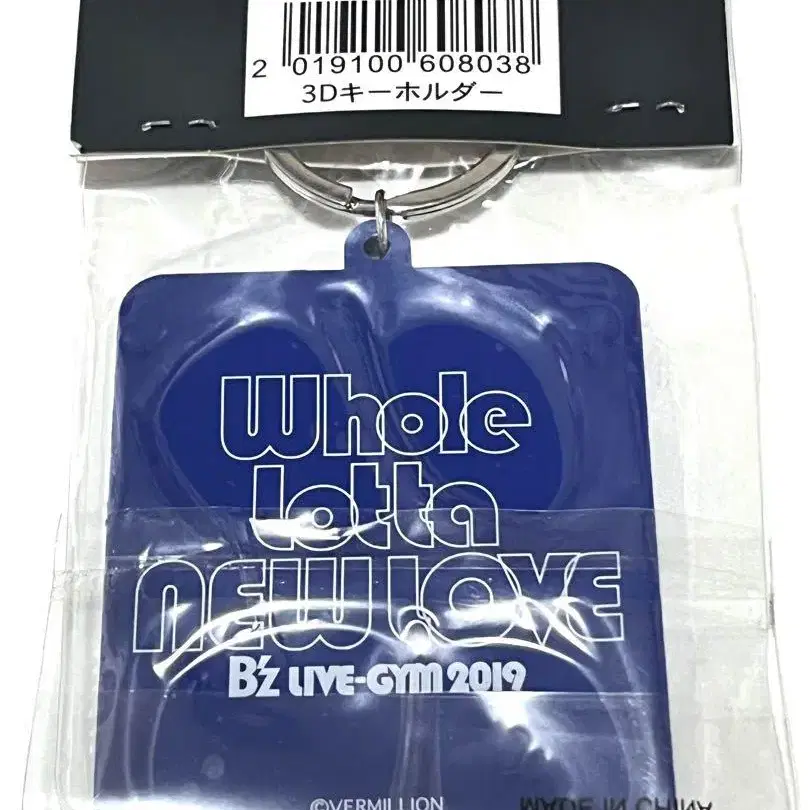 2 019100 608038
3Dキーホルダー
Whole
lotta
NEW LOVE
B'z LIVE-GYM 2019
©VERMILLION
MADE IN CHINA